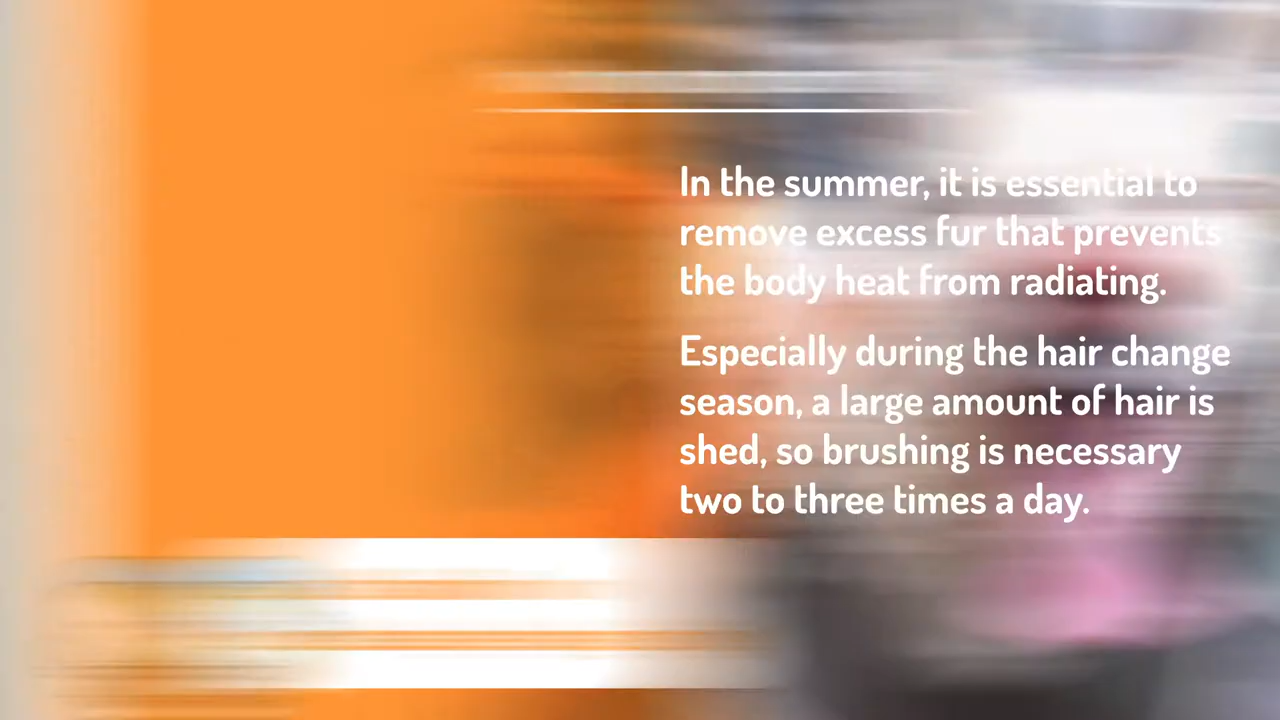 In the summer, it is essential to
remove excess fur that prevents
the body heat from radiating.
Especially during the hair change
season, a large amount of hair is
shed, so brushing is necessary
two to three times a day.